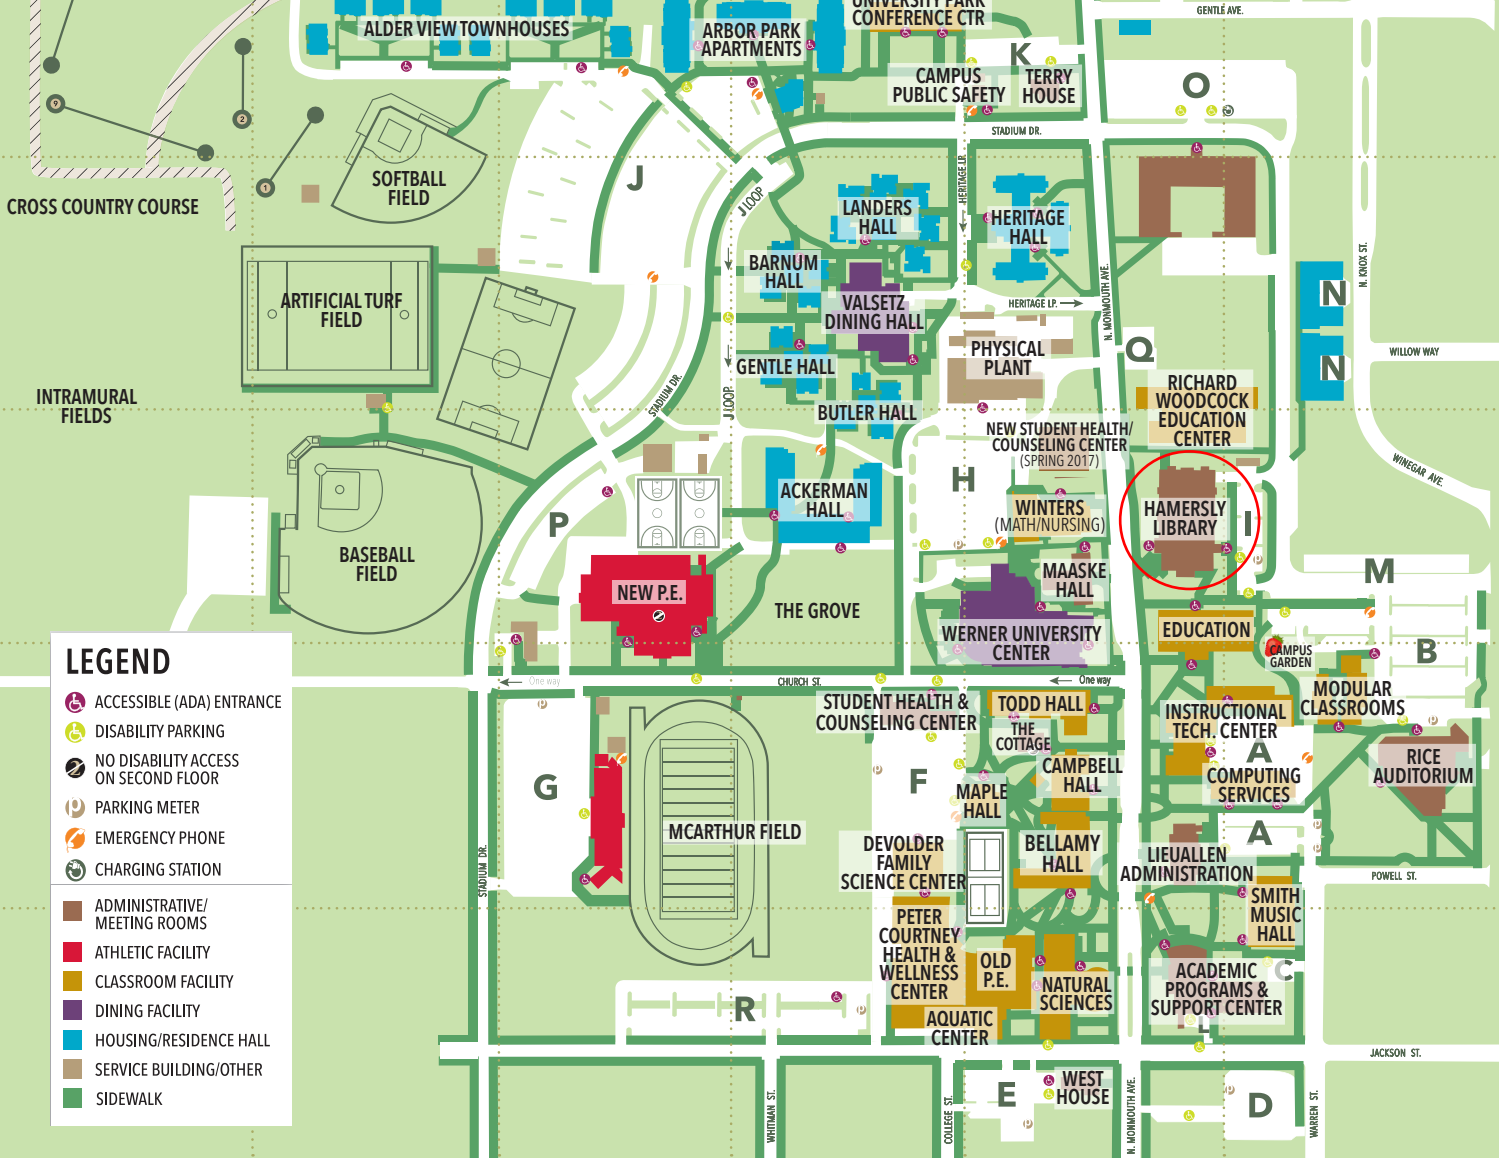 UNIVERSITY PARK
CONFERENCE CTR
GENTLE AVE.
ALDER VIEW TOWNHOUSES
ARBOR PARK
APARTMENTS
K
CAMPUS
PUBLIC SAFETY
TERRY
HOUSE
O
9
2
1
STADIUM DR.
J
SOFTBALL
FIELD
CROSS COUNTRY COURSE
J LOOP
HERITAGE LP.
LANDERS
HALL
HERITAGE
HALL
N. KNOX ST.
BARNUM
HALL
N
ARTIFICIAL TURF
FIELD
VALSETZ
DINING HALL
HERITAGE LP.
N. MONMOUTH AVE.
PHYSICAL
PLANT
Q
WILLOW WAY
GENTLE HALL
N
STADIUM DR.
J LOOP
INTRAMURAL
FIELDS
BUTLER HALL
RICHARD
WOODCOCK
EDUCATION
CENTER
NEW STUDENT HEALTH/
COUNSELING CENTER
(SPRING 2017)
WINEGAR AVE.
H
ACKERMAN
HALL
WINTERS
(MATH/NURSING)
HAMERSLY
LIBRARY
I
P
BASEBALL
FIELD
MAASKE
HALL
M
NEW P.E.
THE GROVE
WERNER UNIVERSITY
CENTER
EDUCATION
CAMPUS
GARDEN
B
One way
CHURCH ST.
One way
STUDENT HEALTH &
COUNSELING CENTER
TODD HALL
THE
COTTAGE
INSTRUCTIONAL
TECH. CENTER
MODULAR
CLASSROOMS
A
RICE
AUDITORIUM
G
F
CAMPBELL
HALL
COMPUTING
SERVICES
MAPLE
HALL
MCARTHUR FIELD
A
STADIUM DR.
DEVOLDER
FAMILY
SCIENCE CENTER
BELLAMY
HALL
LIEUALLEN
ADMINISTRATION
POWELL ST.
SMITH
MUSIC
HALL
PETER
COURTNEY
HEALTH &
WELLNESS
CENTER
OLD
P.E.
NATURAL
SCIENCES
C
ACADEMIC
PROGRAMS &
SUPPORT CENTER
L
R
AQUATIC
CENTER
JACKSON ST.
E
WEST
HOUSE
D
WHITMAN ST.
COLLEGE ST.
N. MONMOUTH AVE.
WARREN ST.
LEGEND
ACCESSIBLE (ADA) ENTRANCE
DISABILITY PARKING
NO DISABILITY ACCESS
ON SECOND FLOOR
PARKING METER
EMERGENCY PHONE
CHARGING STATION
ADMINISTRATIVE/
MEETING ROOMS
ATHLETIC FACILITY
CLASSROOM FACILITY
DINING FACILITY
HOUSING/RESIDENCE HALL
SERVICE BUILDING/OTHER
SIDEWALK